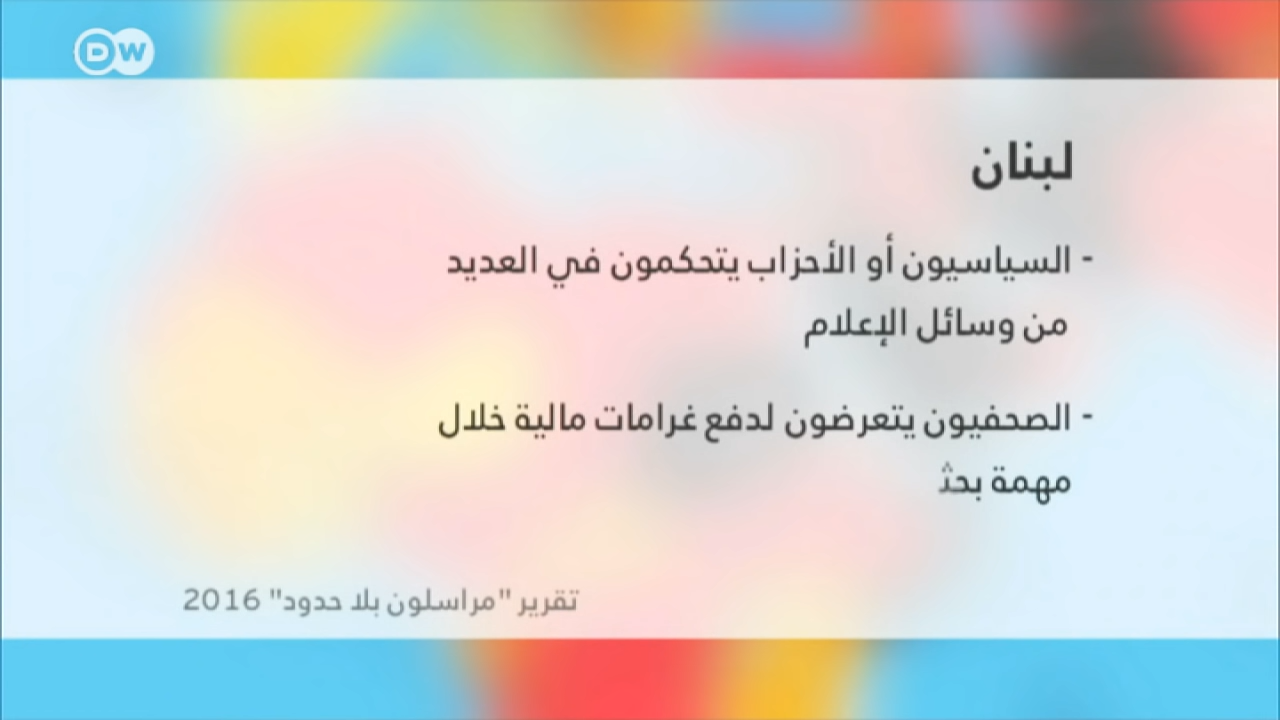 DW
لبنان
- السياسيون أو الأحزاب يتحكمون في العديد
من وسائل الإعلام
- الصحفيون يتعرضون لدفع غرامات مالية خلال
مهمة بحث
تقرير "مراسلون بلا حدود" 2016